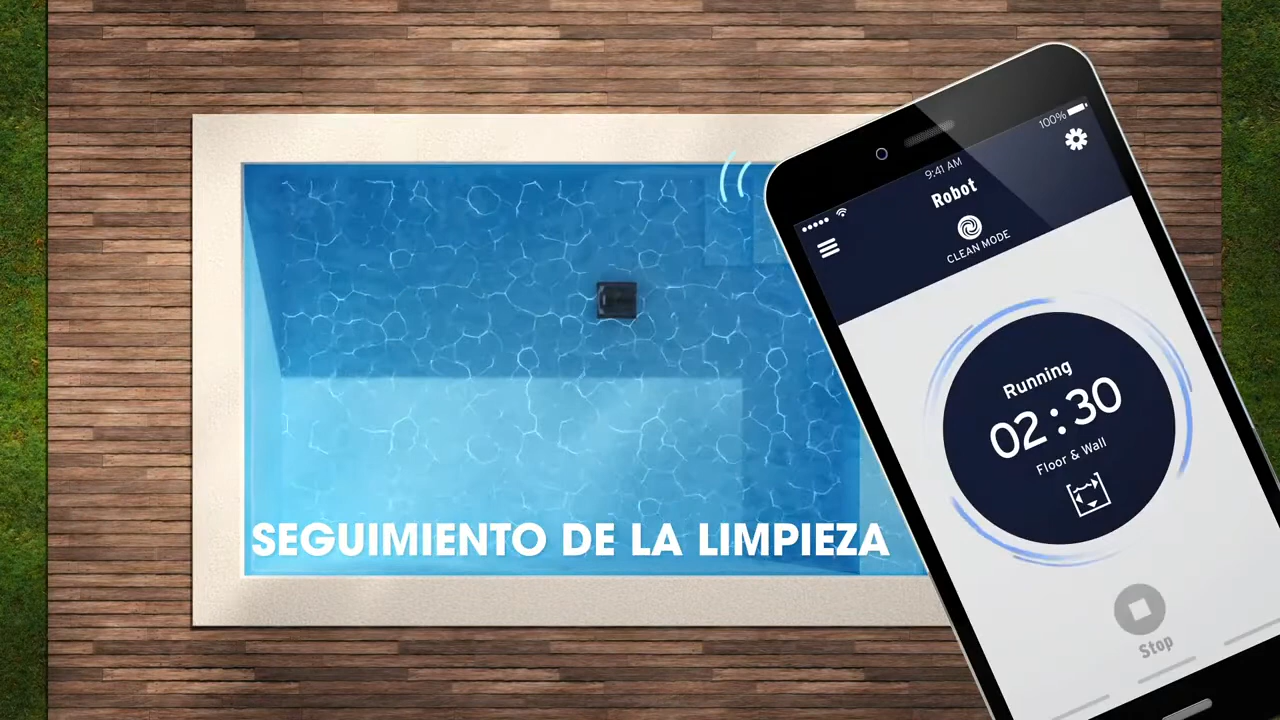 100%
9:41 AM
Robot
CLEAN MODE
Running
02:30
Floor & Wall
SEGUIMIENTO DE LA LIMPIEZA
Stop